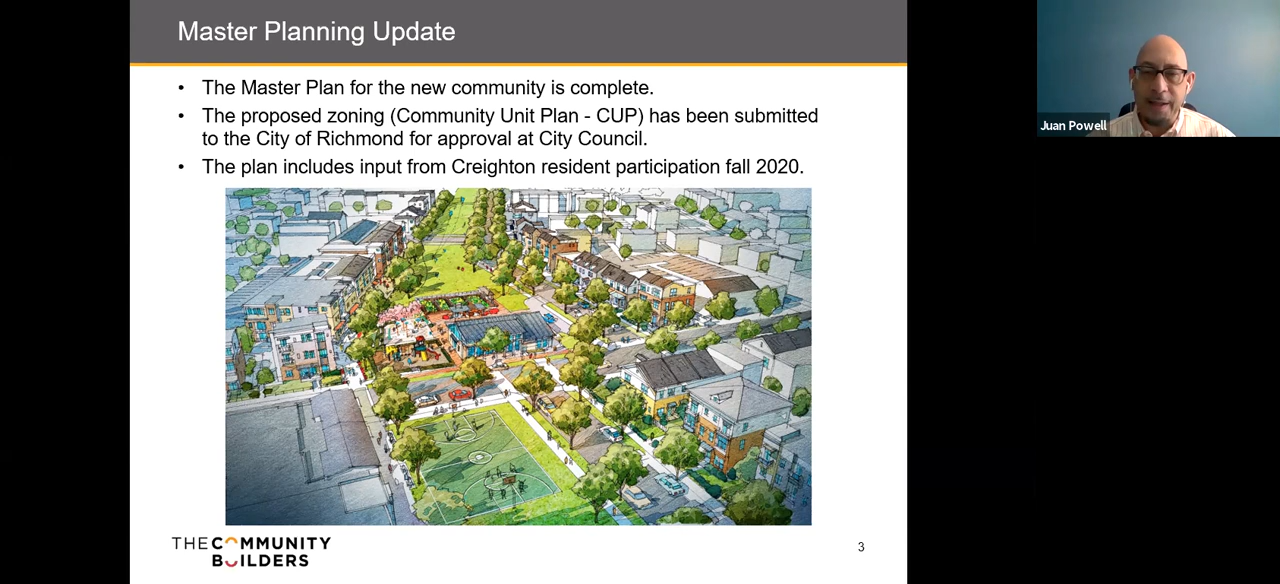 Master Planning Update
• The Master Plan for the new community is complete.
• The proposed zoning (Community Unit Plan - CUP) has been submitted
to the City of Richmond for approval at City Council.
• The plan includes input from Creighton resident participation fall 2020.
THE COMMUNITY
BUILDERS
3
Juan Powell